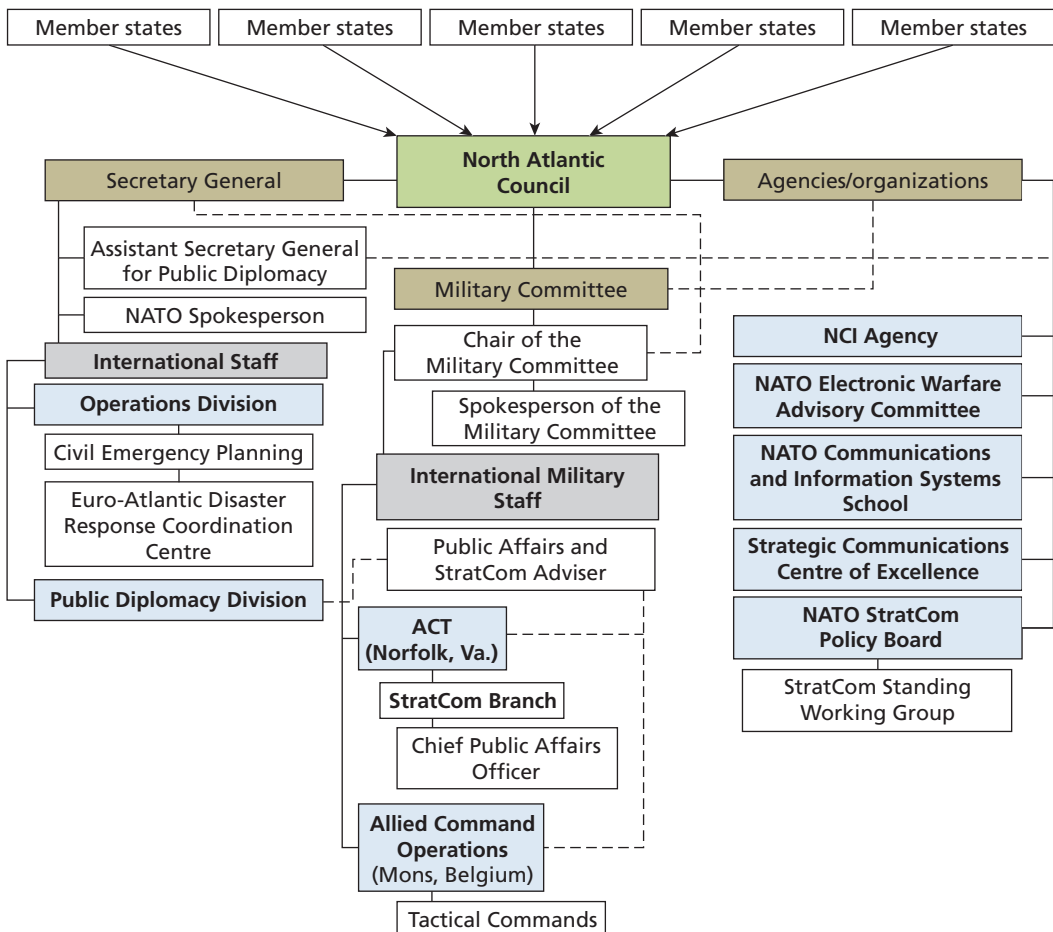 Member states
Member states
Member states
Member states
Member states
North Atlantic
Council
Secretary General
Agencies/organizations
Assistant Secretary General
for Public Diplomacy
NATO Spokesperson
International Staff
Operations Division
Civil Emergency Planning
Euro-Atlantic Disaster
Response Coordination
Centre
Public Diplomacy Division
Military Committee
Chair of the
Military Committee
Spokesperson of the
Military Committee
International Military
Staff
Public Affairs and
StratCom Adviser
ACT
(Norfolk, Va.)
StratCom Branch
Chief Public Affairs
Officer
Allied Command
Operations
(Mons, Belgium)
Tactical Commands
NCI Agency
NATO Electronic Warfare
Advisory Committee
NATO Communications
and Information Systems
School
Strategic Communications
Centre of Excellence
NATO StratCom
Policy Board
StratCom Standing
Working Group